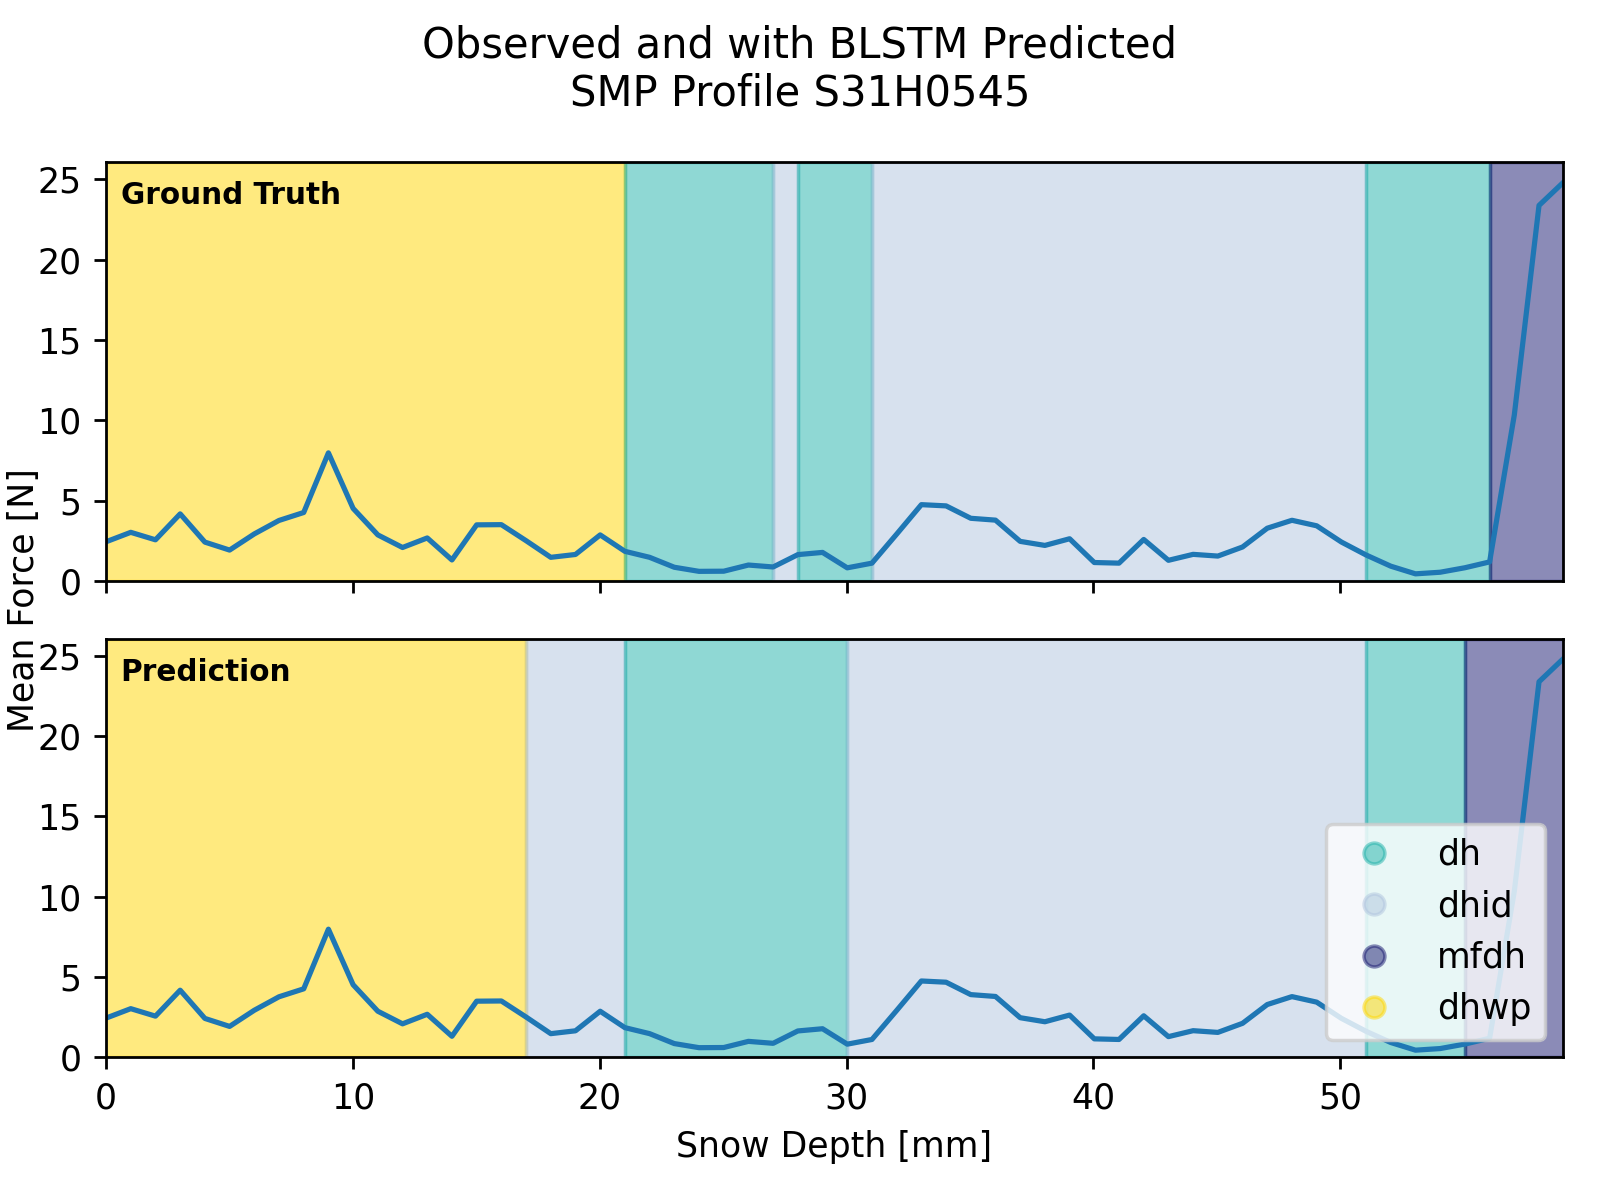 Observed and with BLSTM Predicted
SMP Profile S31H0545
Mean Force [N]
25
20
15
10
5
0
Ground Truth
25
20
15
10
5
0
Prediction
dh
dhid
mfdh
dhwp
0 10 20 30 40 50
Snow Depth [mm]